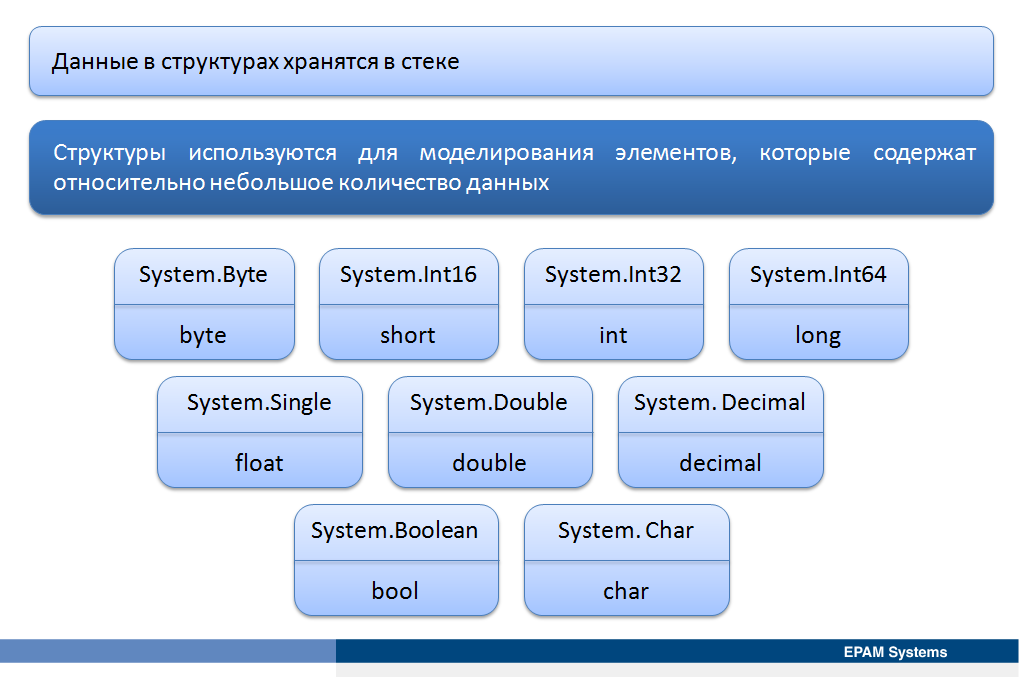 Данные в структурах хранятся в стеке
Структуры используются для моделирования элементов, которые содержат
относительно небольшое количество данных
System.Byte System.Int16 System.Int32 System.Int64
byte short int long
System.Single System.Double System. Decimal
float double decimal
System.Boolean System. Char
bool char
EPAM Systems